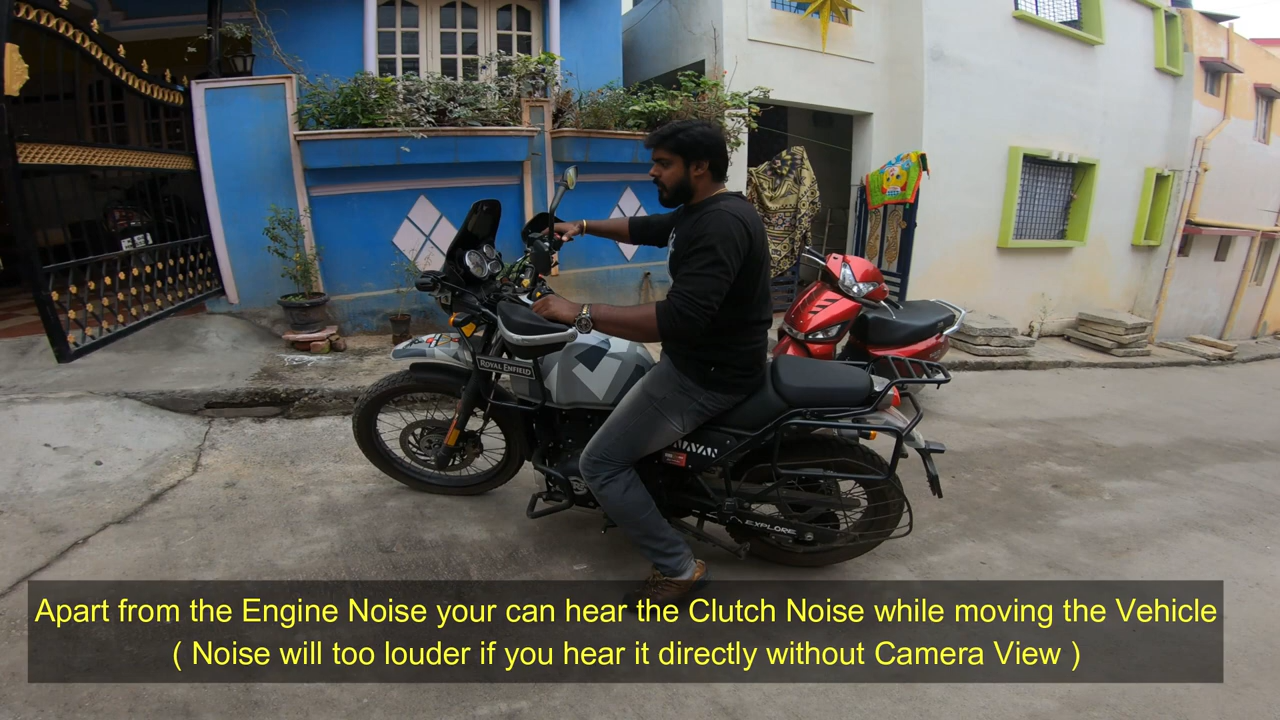 ROYAL ENFIELD
AYAN
EXPLORE
Apart from the Engine Noise your can hear the Clutch Noise while moving the Vehicle
( Noise will too louder if you hear it directly without Camera View )